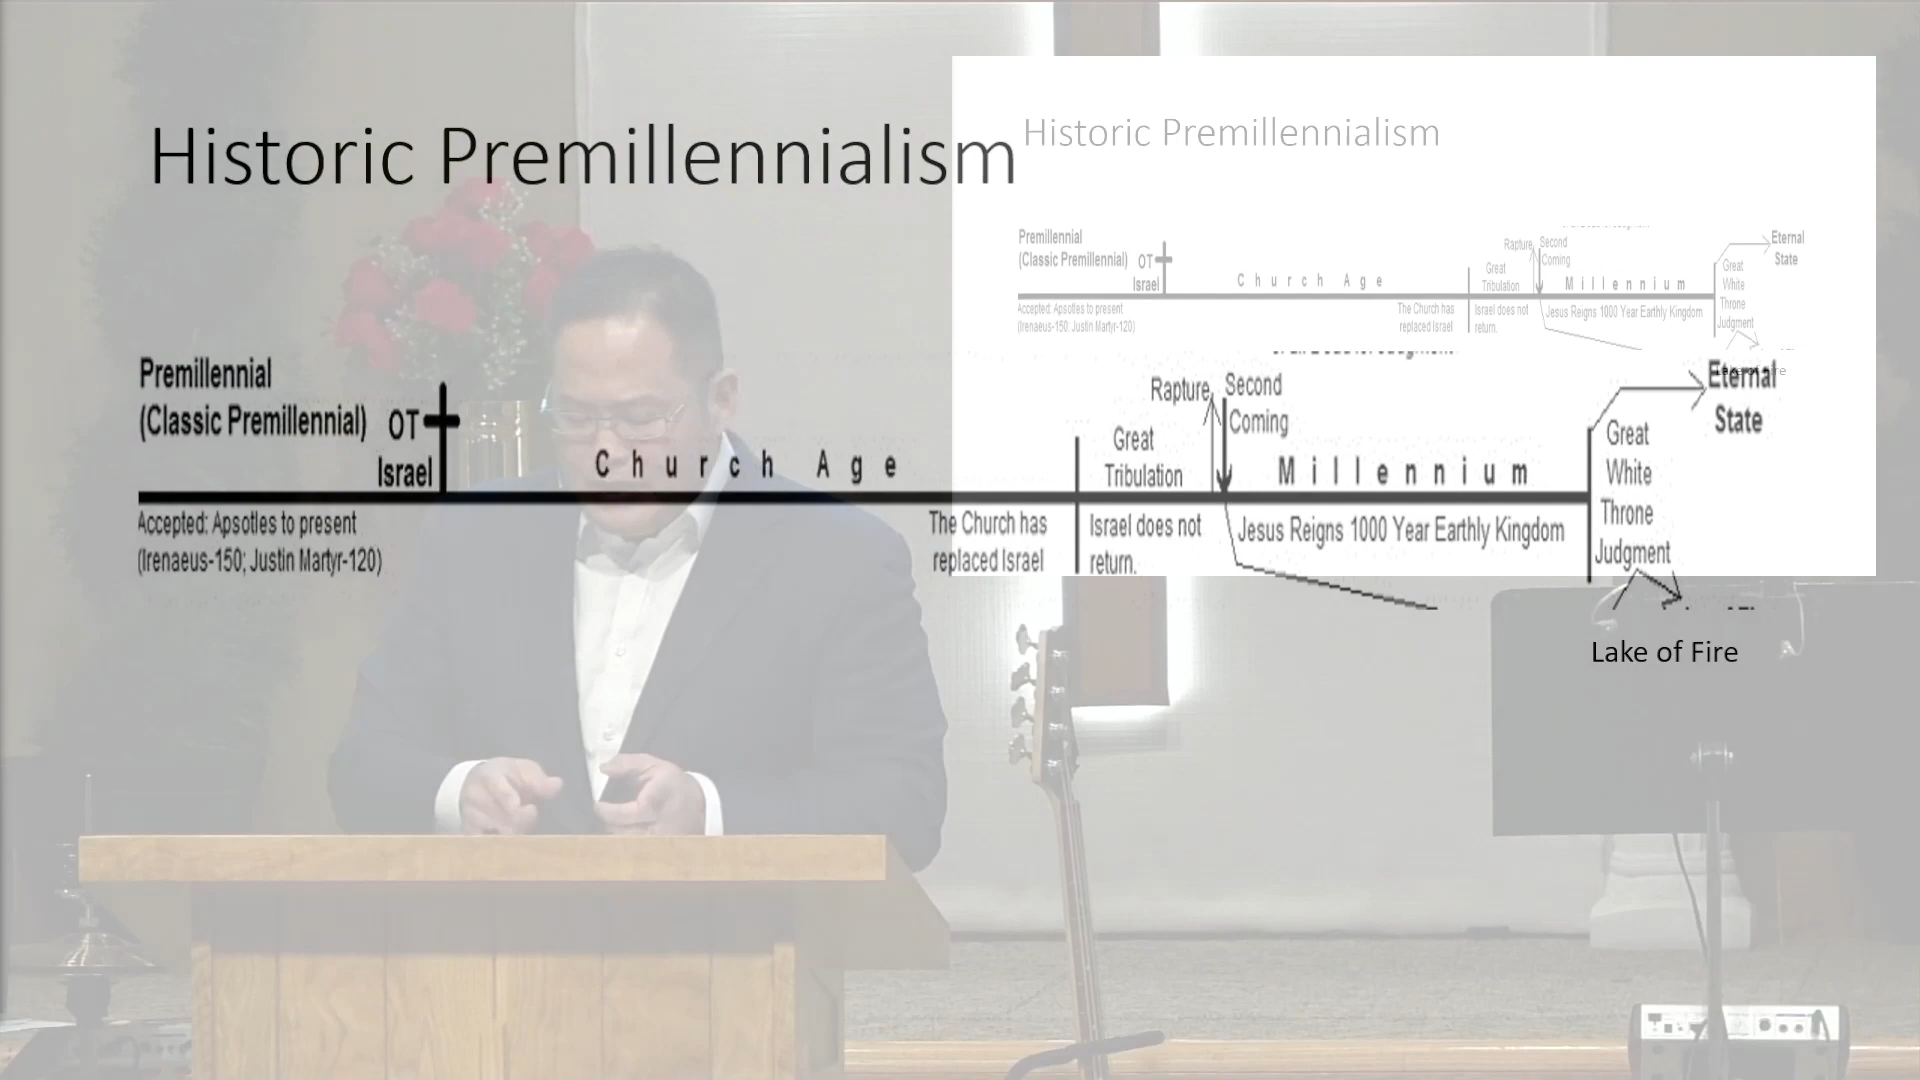 Historic Premillennialism
Premillennial
(Classic Premillennial)
OT
Israel
Church Age
Accepted: Apsotles to present
(Irenaeus-150; Justin Martyr-120)
The Church has
replaced Israel
Great
Tribulation
Israel does not
return.
Rapture
Second
Coming
Millennium
Jesus Reigns 1000 Year Earthly Kingdom
Great
White
Throne
Judgment
Eternal
State
Lake of Fire
Historic Premillennialism
Premillennial
(Classic Premillennial)
OT
Israel
Church Age
Accepted: Apsotles to present
(Irenaeus-150; Justin Martyr-120)
The Church has
replaced Israel
Great
Tribulation
Israel does not
return.
Rapture
Second
Coming
Millennium
Jesus Reigns 1000 Year Earthly Kingdom
Great
White
Throne
Judgment
Eternal
State